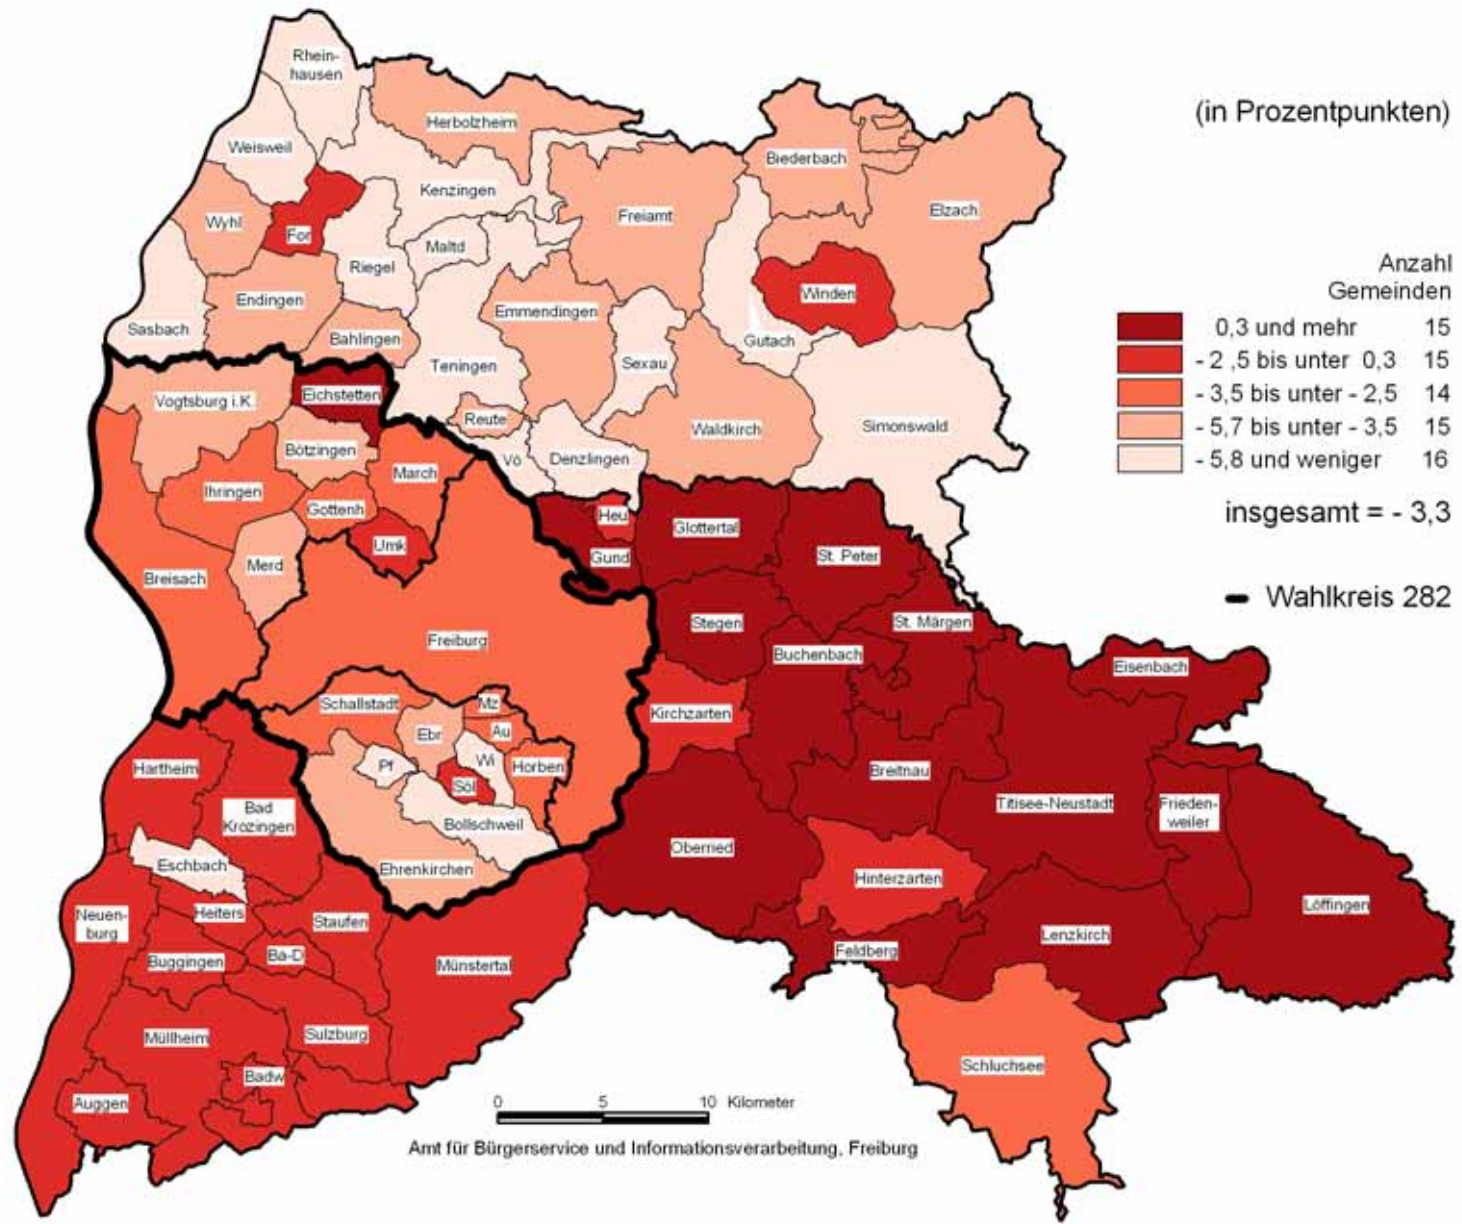 (in Prozentpunkten)
Anzahl
Gemeinden
0,3 und mehr 15
- 2 ,5 bis unter 0,3 15
- 3,5 bis unter - 2,5 14
- 5,7 bis unter - 3,5 15
- 5,8 und weniger 16
insgesamt = - 3,3
Wahlkreis 282
Rhein-
hausen
Herbolzheim
Weisweil
Biederbach
Kenzingen
Elzach
Freiamt
Wyhl
For
Maltd
Riegel
Winden
Endingen
Emmendingen
Sasbach
Bahlingen
Gutach
Teningen
Sexau
Vogtsburg i.K.
Eichstetten
Reute
Waldkirch
Simonswald
Bötzingen
Vö
Denzlingen
March
Ihringen
Gottenh
Heu
Glottertal
Umk
Gund
St. Peter
Merd
Breisach
Stegen
St. Märgen
Freiburg
Buchenbach
Eisenbach
Schallstadt
Mz
Kirchzarten
Au
Ebr
Wi
Pf
Horben
Hartheim
Breitnau
Söl
Titisee-Neustadt
Frieden-
weiler
Bad
Krozingen
Bollschweil
Oberried
Eschbach
Ehrenkirchen
Hinterzarten
Löffingen
Heiters
Neuen-
burg
Staufen
Lenzkirch
Feldberg
Ba-D
Buggingen
Münstertal
Müllheim
Sulzburg
Schluchsee
Badw
Auggen
0 5 10 Kilometer
Amt für Bürgerservice und Informationsverarbeitung, Freiburg